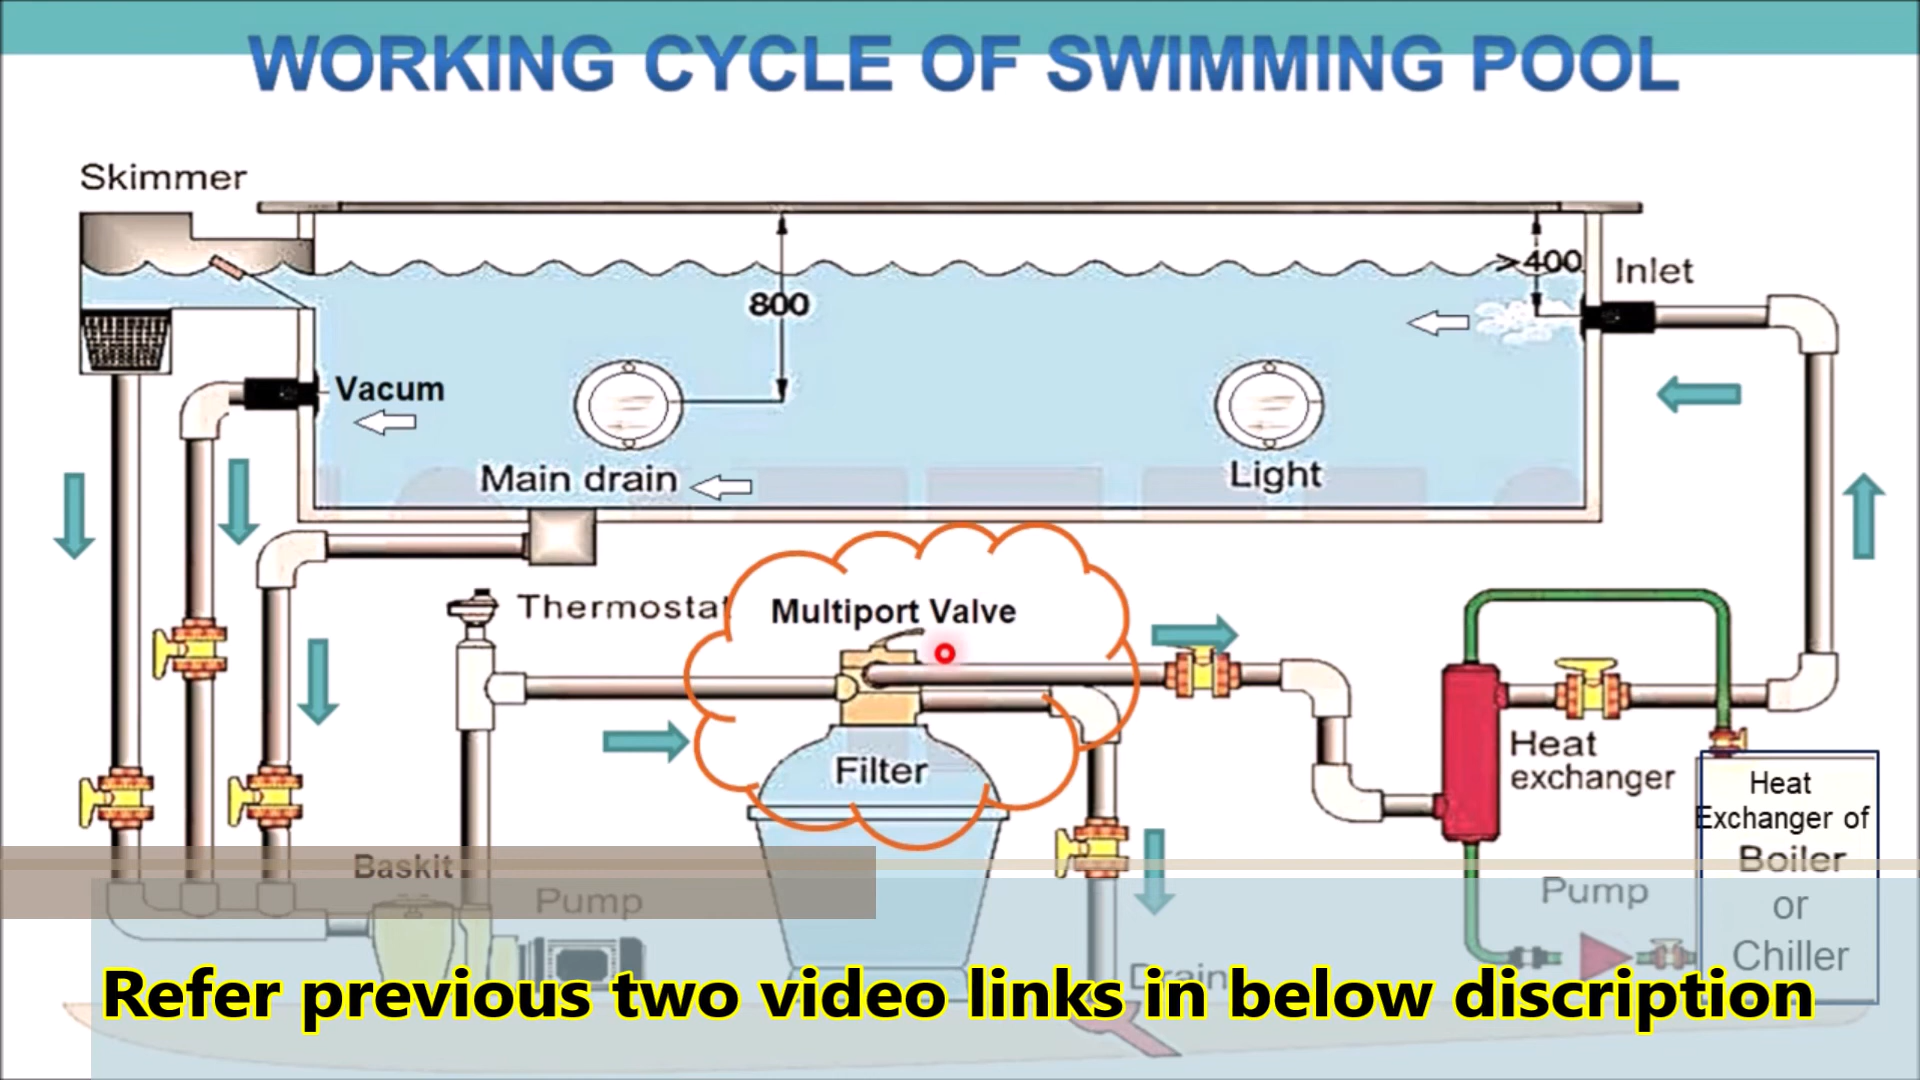 WORKING CYCLE OF SWIMMING POOL
Skimmer
800
>400
Inlet
Vacum
Main drain
Light
Thermostat
Multiport Valve
Filter
Heat
exchanger
Heat
Exchanger of
Boiler
or
Chiller
Baskit
Pump
Pump
Drain
Refer previous two video links in below discription